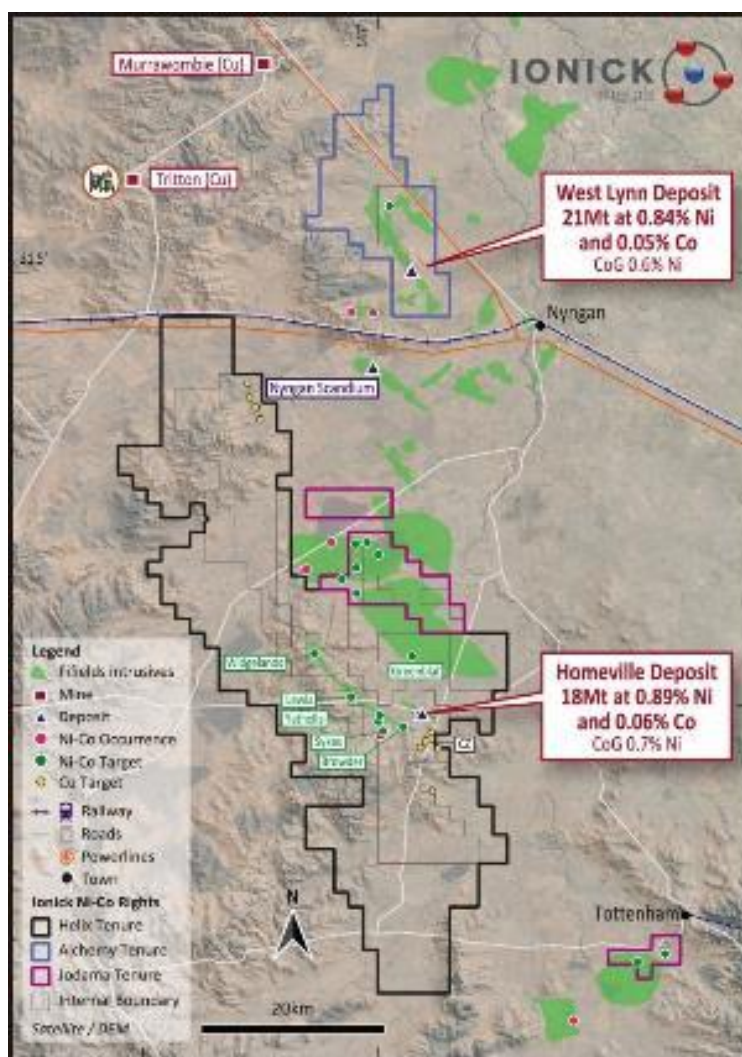 IONICK
Murrawombie (Cu)
Tritton (Cu)
West Lynn Deposit
21Mt at 0.84% Ni
and 0.05% Co
CoG 0.6% Ni
Nyngan
Nyngan Scandium
Legend
Fifields intrusives
Mine
Deposit
Ni-Co Occurrence
Ni-Co Target
Cu Target
Railway
Roads
Powerlines
Town
Ionick Ni-Co Rights
Helix Tenure
Alchemy Tenure
Jodama Tenure
Internal Boundary
Satellite / DEM
Homeville Deposit
18Mt at 0.89% Ni
and 0.06% Co
CoG 0.7% Ni
CZ
N
Tottenham
20km